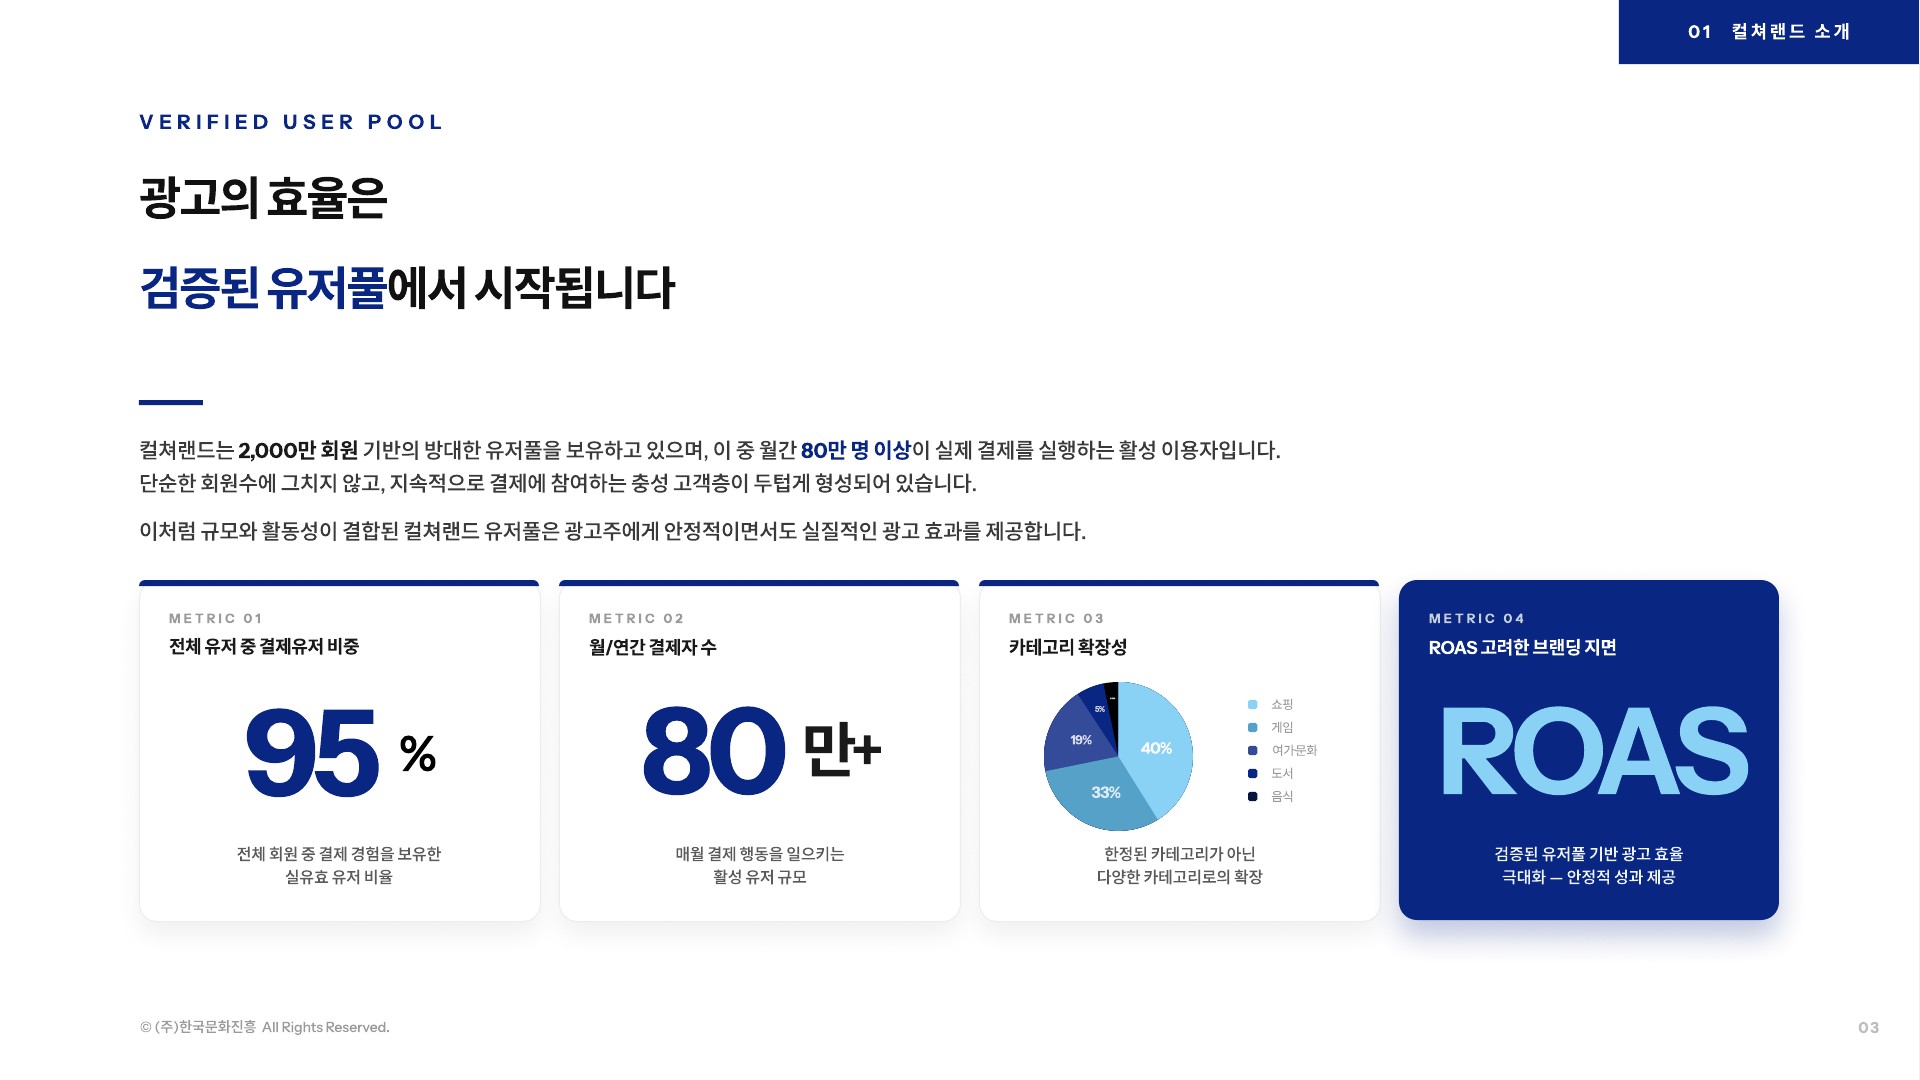 01 컬쳐랜드 소개
VERIFIED USER POOL
광고의 효율은
검증된 유저풀에서 시작됩니다
컬쳐랜드는 2,000만 회원 기반의 방대한 유저풀을 보유하고 있으며, 이 중 월간 80만 명 이상이 실제 결제를 실행하는 활성 이용자입니다.
단순한 회원수에 그치지 않고, 지속적으로 결제에 참여하는 충성 고객층이 두텁게 형성되어 있습니다.
이처럼 규모와 활동성이 결합된 컬쳐랜드 유저풀은 광고주에게 안정적이면서도 실질적인 광고 효과를 제공합니다.
METRIC 01
전체 유저 중 결제유저 비중
95 %
전체 회원 중 결제 경험을 보유한
실유효 유저 비율
METRIC 02
월/연간 결제자 수
80 만+
매월 결제 행동을 일으키는
활성 유저 규모
METRIC 03
카테고리 확장성
40%
33%
19%
5%
쇼핑
게임
여가문화
도서
음식
한정된 카테고리가 아닌
다양한 카테고리로의 확장
METRIC 04
ROAS 고려한 브랜딩 지면
ROAS
검증된 유저풀 기반 광고 효율
극대화 — 안정적 성과 제공
© (주)한국문화진흥 All Rights Reserved.
03